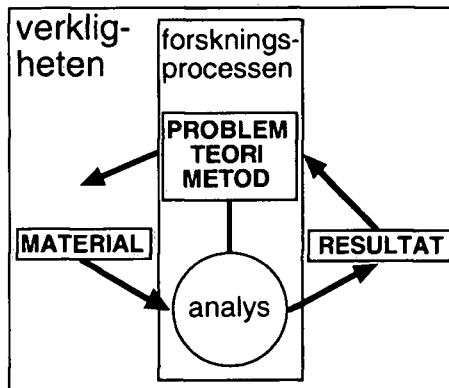 verklig-
heten
forsknings-
processen
PROBLEM
TEORI
METOD
MATERIAL
RESULTAT
analys